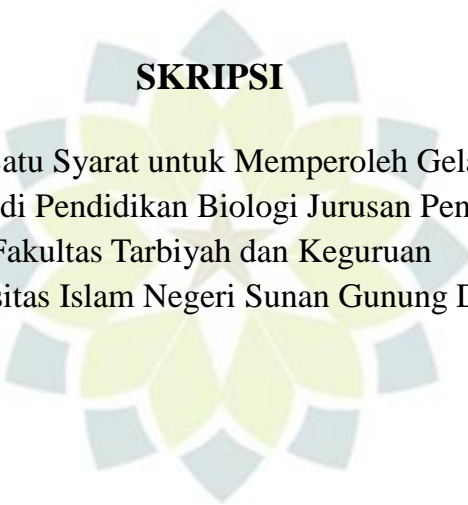 SKRIPSI
atu Syarat untuk Memperoleh Gela
di Pendidikan Biologi Jurusan Pen
Fakultas Tarbiyah dan Keguruan
sitas Islam Negeri Sunan Gunung D